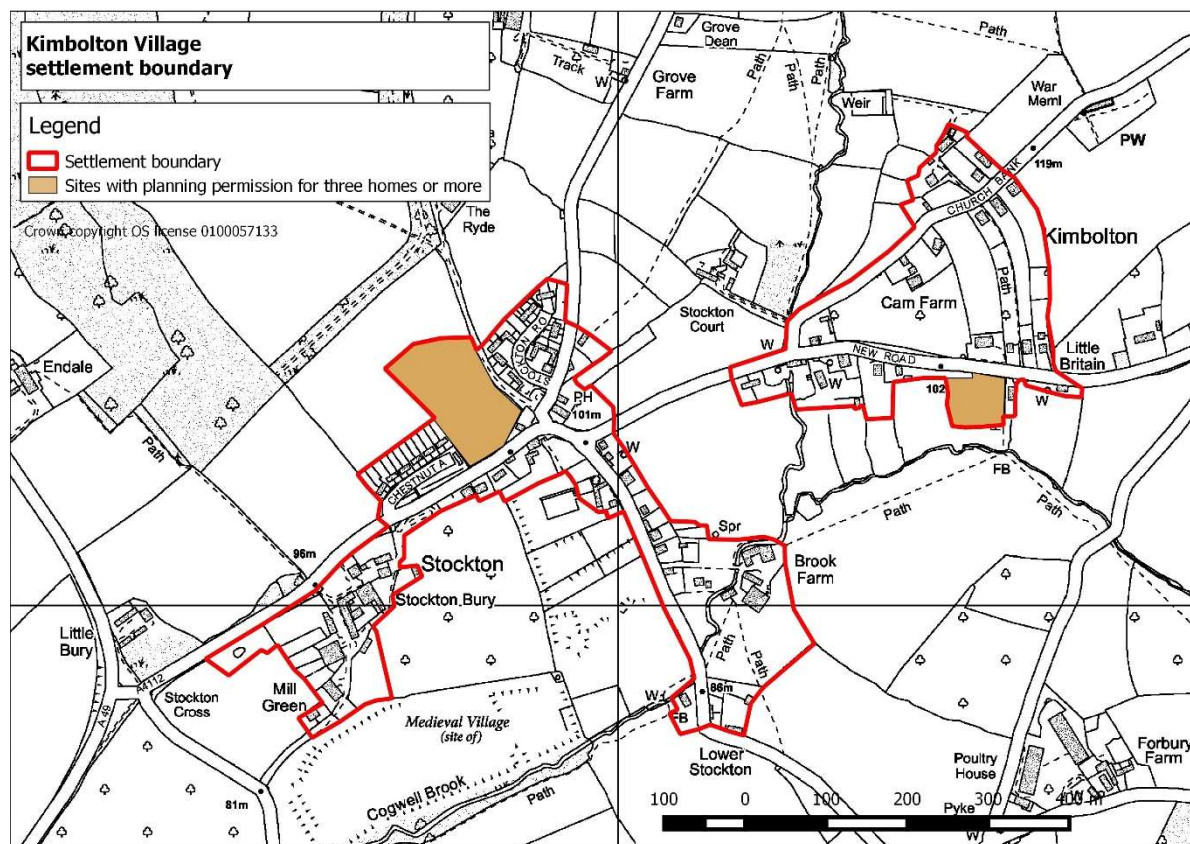 Kimbolton Village
settlement boundary
Legend
Settlement boundary
Sites with planning permission for three homes or more
Crown copyright OS license 0100057133
Grove
Dean
Track
W
Grove
Farm
Path
Path
Path
Path
Weir
War
Meml
PW
119m
CHURCH BANK
Kimbolton
The
Ryde
Cam Farm
Path
Stockton
Court
W
NEW ROAD
Little
Britain
W
102
W
Endale
STOCKTON RO
PH
101m
W
CHESTNUT A
FB
Path
Path
Path
Spr
96m
Stockton
Stockton Bury
Brook
Farm
Little
Bury
A4112
Stockton
Cross
A 49
Mill
Green
Path
Path
86m
W
FB
Medieval Village
(site of)
Lower
Stockton
Cogwell Brook
Path
81m
Poultry
House
Forbury
Farm
W
Pyke
W
100 0 100 200 300 400 m